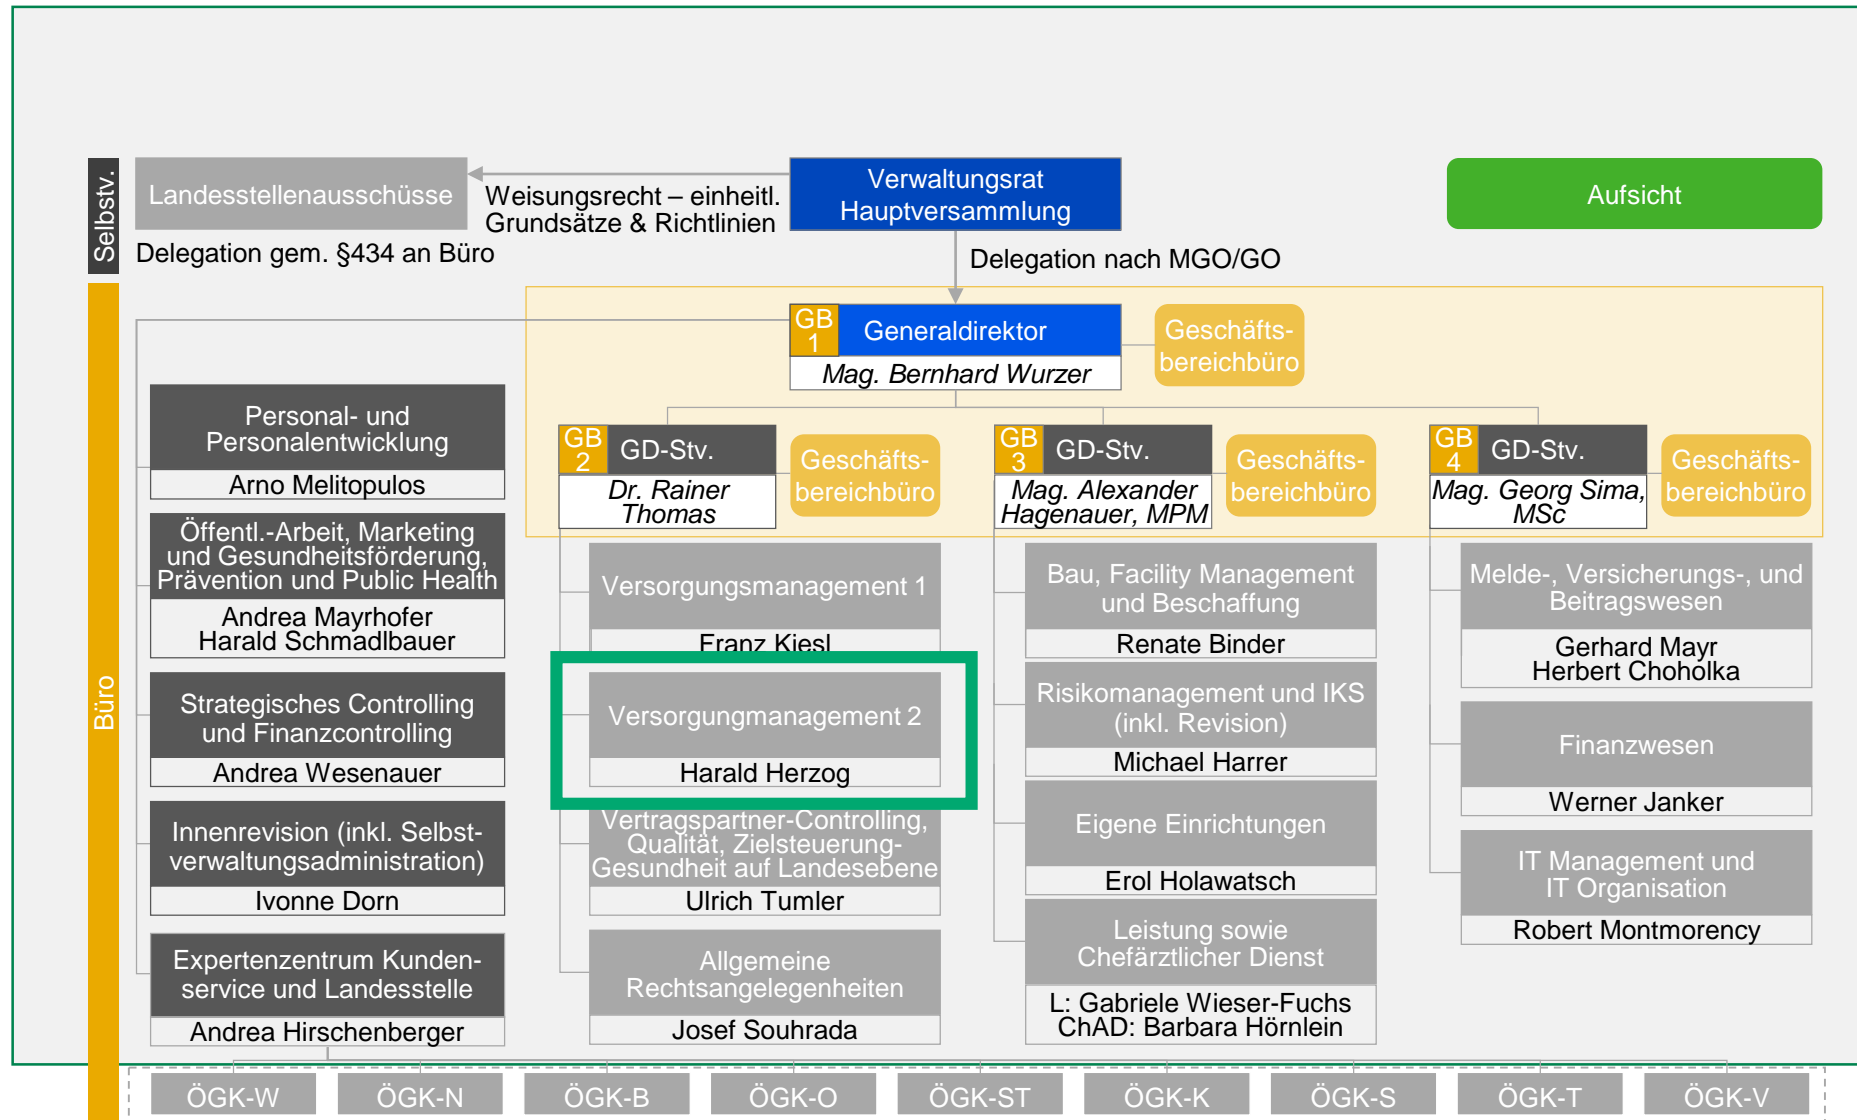 Selbstv.
Landesstellenausschüsse
Weisungsrecht – einheitl.
Grundsätze & Richtlinien
Verwaltungsrat
Hauptversammlung
Aufsicht
Delegation gem. §434 an Büro
Delegation nach MGO/GO
Büro
GB
1
Generaldirektor
Mag. Bernhard Wurzer
Geschäfts-
bereichbüro
GB
2
GD-Stv.
Dr. Rainer
Thomas
Geschäfts-
bereichbüro
GB
3
GD-Stv.
Mag. Alexander
Hagenauer, MPM
Geschäfts-
bereichbüro
GB
4
GD-Stv.
Mag. Georg Sima,
MSc
Geschäfts-
bereichbüro
Personal- und
Personalentwicklung
Arno Melitopulos
Öffentl.-Arbeit, Marketing
und Gesundheitsförderung,
Prävention und Public Health
Andrea Mayrhofer
Harald Schmadlbauer
Strategisches Controlling
und Finanzcontrolling
Andrea Wesenauer
Innenrevision (inkl. Selbst-
verwaltungsadministration)
Ivonne Dorn
Expertenzentrum Kunden-
service und Landesstelle
Andrea Hirschenberger
Versorgungsmanagement 1
Franz Kiesl
Versorgungmanagement 2
Harald Herzog
Vertragspartner-Controlling,
Qualität, Zielsteuerung-
Gesundheit auf Landesebene
Ulrich Tumler
Allgemeine
Rechtsangelegenheiten
Josef Souhrada
Bau, Facility Management
und Beschaffung
Renate Binder
Risikomanagement und IKS
(inkl. Revision)
Michael Harrer
Eigene Einrichtungen
Erol Holawatsch
Leistung sowie
Chefärztlicher Dienst
L: Gabriele Wieser-Fuchs
ChAD: Barbara Hörnlein
Melde-, Versicherungs-, und
Beitragswesen
Gerhard Mayr
Herbert Choholka
Finanzwesen
Werner Janker
IT Management und
IT Organisation
Robert Montmorency
ÖGK-W
ÖGK-N
ÖGK-B
ÖGK-O
ÖGK-ST
ÖGK-K
ÖGK-S
ÖGK-T
ÖGK-V